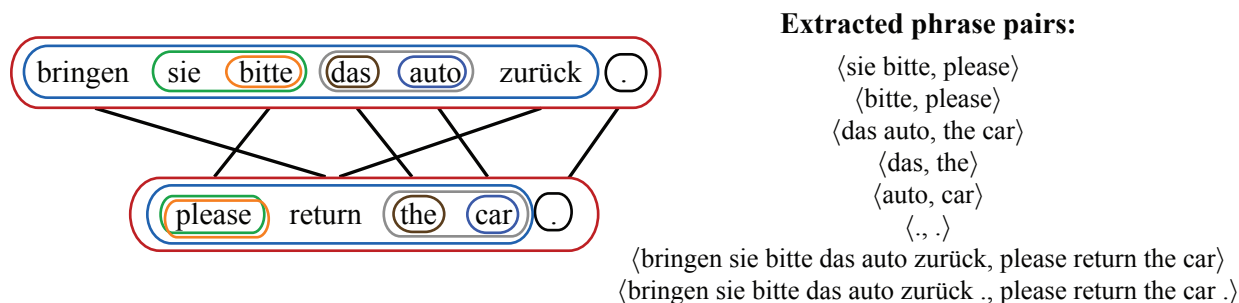 bringen sie bitte das auto zurück .
please return the car .
Extracted phrase pairs:
⟨sie bitte, please⟩
⟨bitte, please⟩
⟨das auto, the car⟩
⟨das, the⟩
⟨auto, car⟩
⟨., .⟩
⟨bringen sie bitte das auto zurück, please return the car⟩
⟨bringen sie bitte das auto zurück ., please return the car .⟩